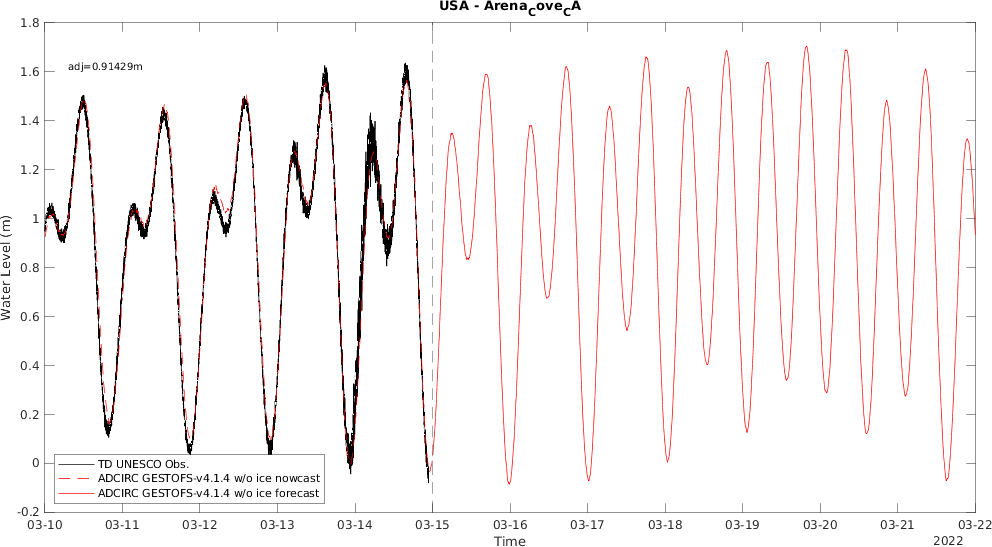 USA - Arena_Cove_CA
1.8
1.6
1.4
1.2
1
0.8
0.6
0.4
0.2
0
-0.2
Water Level (m)
adj=0.91429m
TD UNESCO Obs.
ADCIRC GESTOFS-v4.1.4 w/o ice nowcast
ADCIRC GESTOFS-v4.1.4 w/o ice forecast
03-10 03-11 03-12 03-13 03-14 03-15 03-16 03-17 03-18 03-19 03-20 03-21 03-22
Time
2022